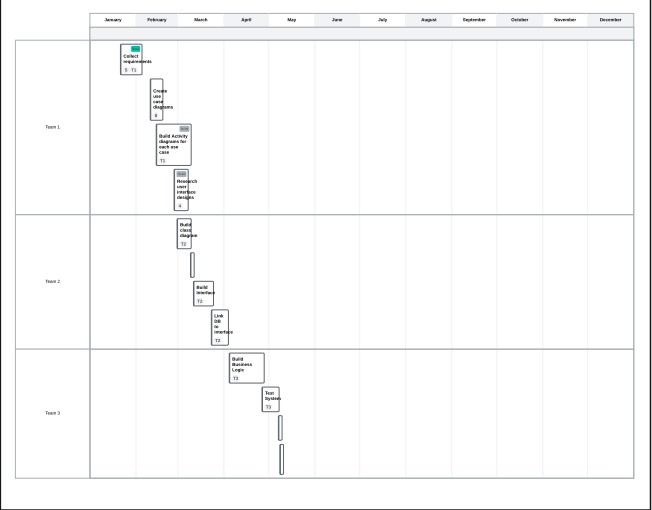 January February March April May June July August September October November December
Team 1
Collect
requirements
5 T1
Create
use
case
diagrams
Build Activity
diagrams for
each use
case
T1
Research
user
interface
designs
4
Team 2
Build
class
diagram
T2
Build
Interface
T2
Link
DB
to
interface
T2
Team 3
Build
Business
Logic
T3
Test
System
T3